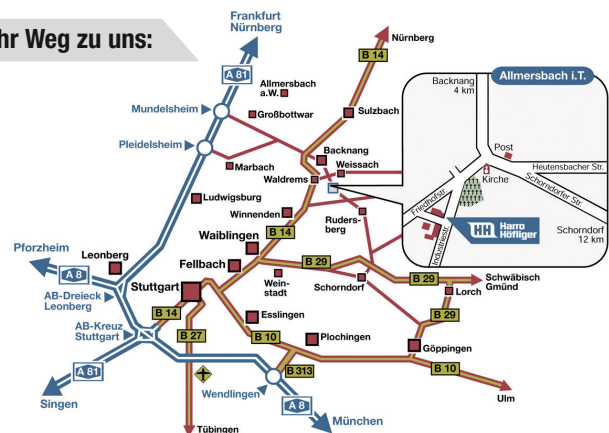 hr Weg zu uns:
Frankfurt
Nürnberg
A 81
Nürnberg
B 14
Allmersbach
a.W.
Mundelsheim
Großbottwar
Sulzbach
Pleidelsheim
Backnang
Marbach
Weissach
Waldrems
Ludwigsburg
Winnenden
Ruders-
berg
B 14
Waiblingen
Pforzheim
Leonberg
Fellbach
B 29
A 8
Wein-
stadt
Schorndorf
B 29
Schwäbisch
Gmünd
Lorch
Stuttgart
AB-Dreieck
Leonberg
B 14
Esslingen
B 29
AB-Kreuz
Stuttgart
B 27
B 10
Plochingen
Göppingen
A 81
B 313
B 10
Wendlingen
A 8
Singen
Ulm
München
Tübingen
Allmersbach i.T.
Backnang
4 km
Post
Heutensbacher Str.
Kirche
Schorndorfer Str.
Friedhofstr.
Harro
Höfliger
Industriestr.
Schorndorf
12 km